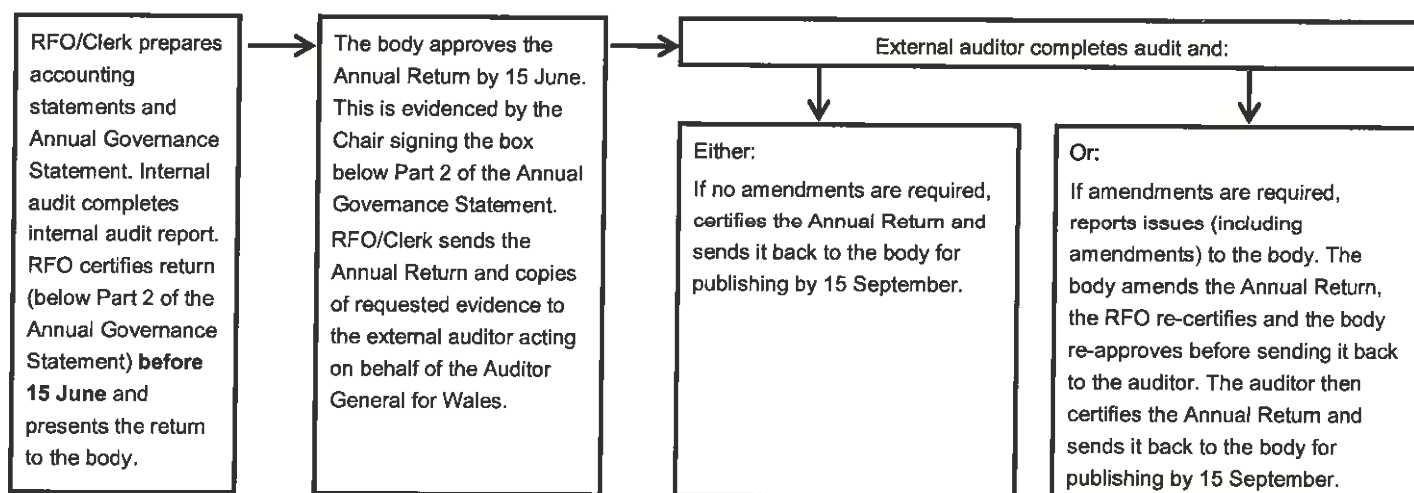 RFO/Clerk prepares
accounting
statements and
Annual Governance
Statement. Internal
audit completes
internal audit report.
RFO certifies return
(below Part 2 of the
Annual Governance
Statement) before
15 June and
presents the return
to the body.
The body approves the
Annual Return by 15 June.
This is evidenced by the
Chair signing the box
below Part 2 of the Annual
Governance Statement.
RFO/Clerk sends the
Annual Return and copies
of requested evidence to
the external auditor acting
on behalf of the Auditor
General for Wales.
External auditor completes audit and:
Either:
If no amendments are required,
certifies the Annual Return and
sends it back to the body for
publishing by 15 September.
Or:
If amendments are required,
reports issues (including
amendments) to the body. The
body amends the Annual Return,
the RFO re-certifies and the body
re-approves before sending it back
to the auditor. The auditor then
certifies the Annual Return and
sends it back to the body for
publishing by 15 September.